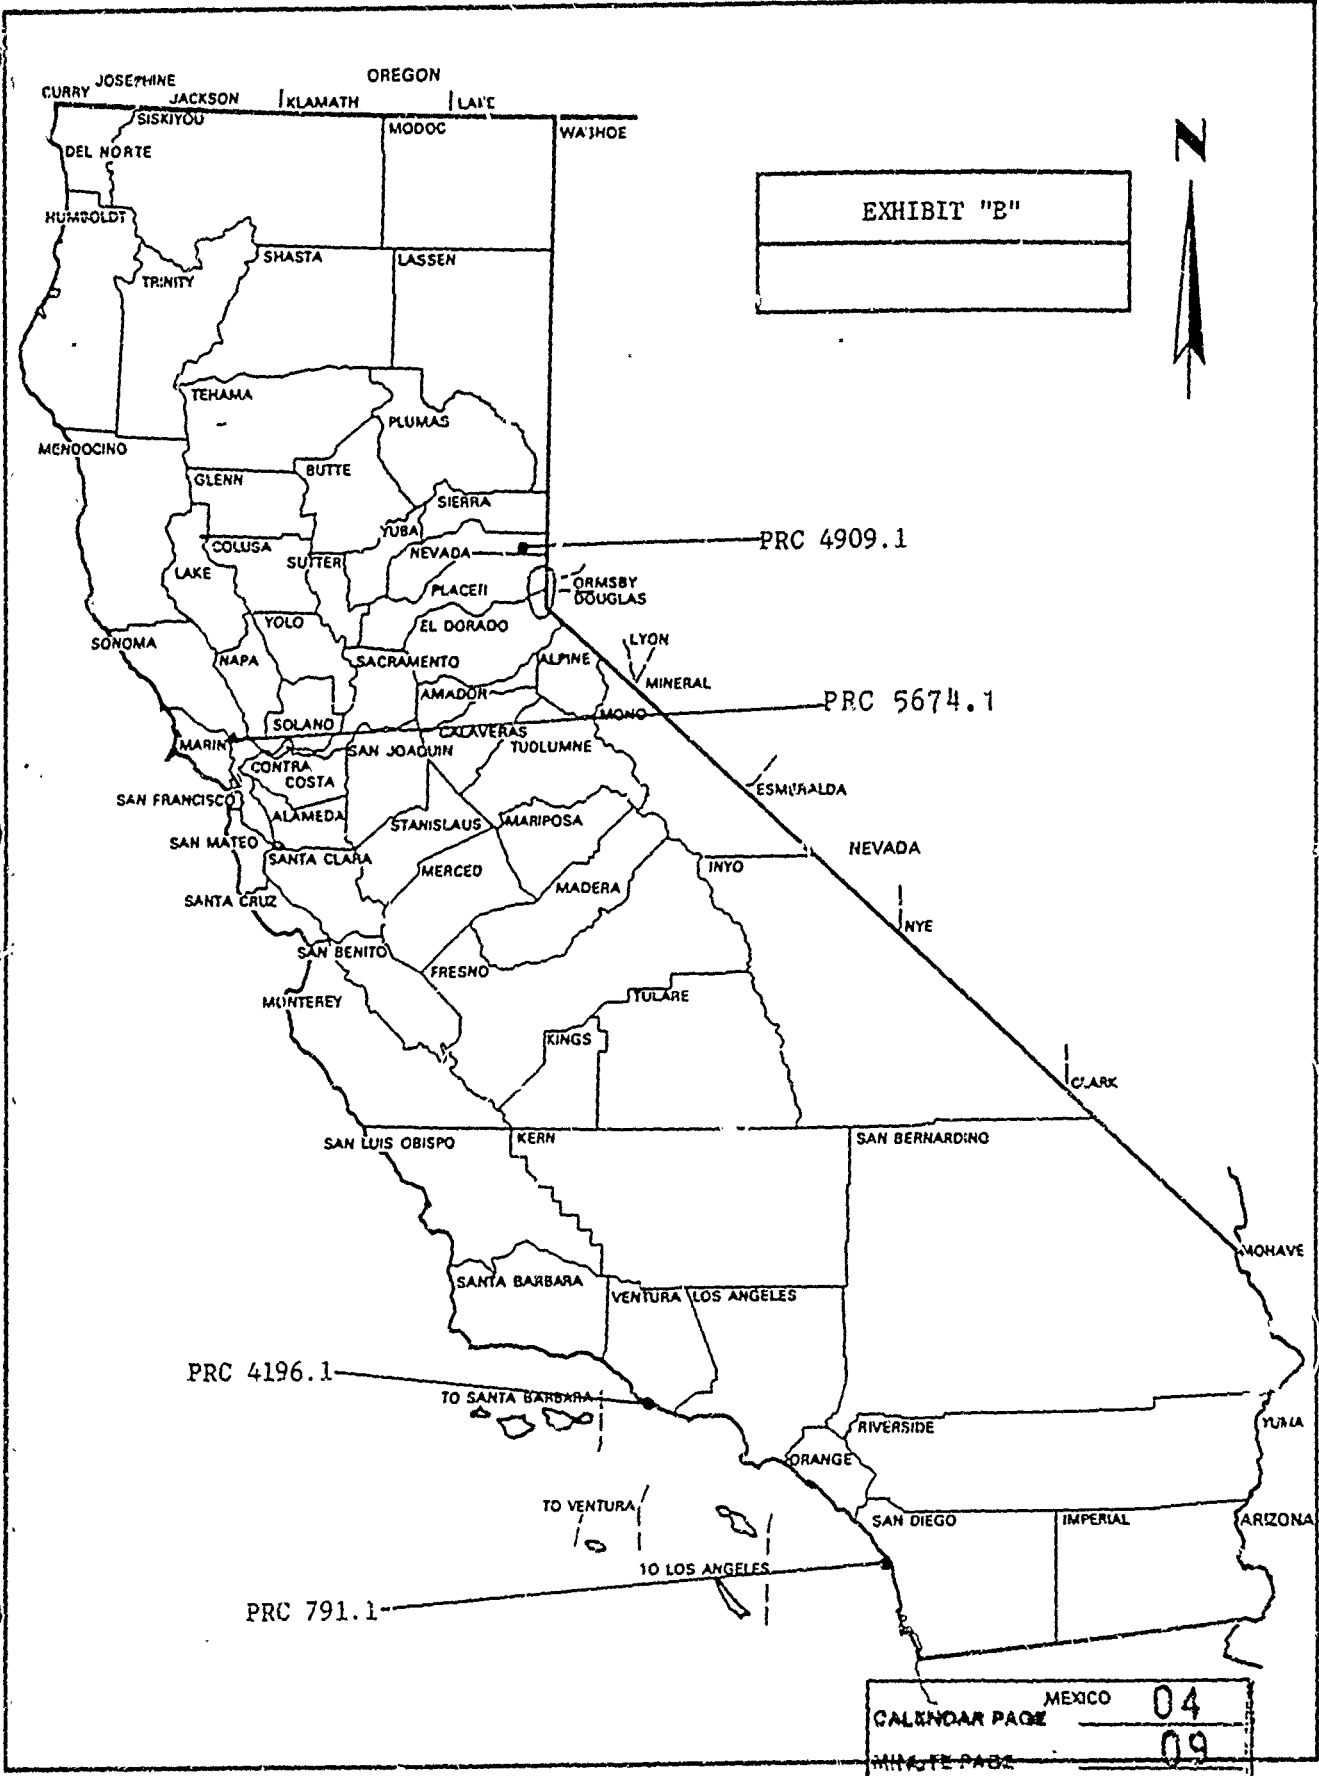 OREGON
CURRY
JOSEPHINE
JACKSON
KLAMATH
LAKE
SISKIYOU
MODOC
WASHOE
N
DEL NORTE
EXHIBIT "B"
HUMBOLDT
SHASTA
LASSEN
TRINITY
TEHAMA
PLUMAS
MENDOCINO
BUTTE
GLENN
SIERRA
YUBA
PRC 4909.1
COLUSA
SUTTER
NEVADA
LAKE
PLACER
ORMSBY
DOUGLAS
YOLO
EL DORADO
SONOMA
LYON
NAPA
SACRAMENTO
ALPINE
MINERAL
AMADOR
PRC 5674.1
SOLANO
MONO
CALAVERAS
MARIN
SAN JOAQUIN
TUOLUMNE
CONTRA
COSTA
ESMERALDA
SAN FRANCISCO
ALAMEDA
STANISLAUS
MARIPOSA
SAN MATEO
NEVADA
SANTA CLARA
INYO
MERCED
MADERA
SANTA CRUZ
NYE
SAN BENITO
FRESNO
MONTEREY
TULARE
KINGS
CLARK
SAN LUIS OBISPO
KERN
SAN BERNARDINO
MOHAVE
SANTA BARBARA
VENTURA
LOS ANGELES
PRC 4196.1
TO SANTA BARBARA
YUMA
RIVERSIDE
ORANGE
TO VENTURA
SAN DIEGO
IMPERIAL
ARIZONA
TO LOS ANGELES
PRC 791.1
MEXICO
CALENDAR PAGE 04
MINUTE PAGE 09